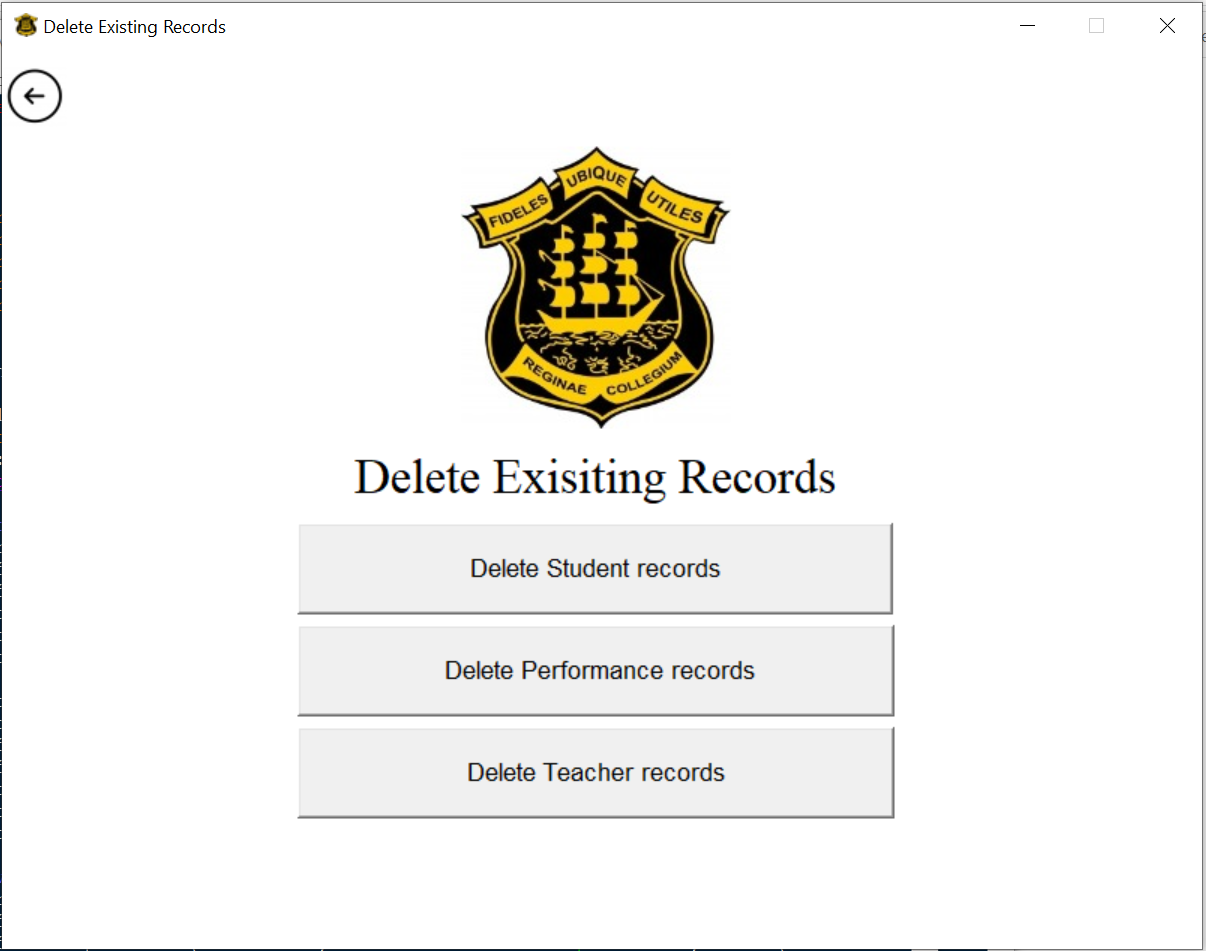 Delete Existing Records
FIDELES UBIQUE UTILES
REGINAE COLLEGIUM
Delete Exisiting Records
Delete Student records
Delete Performance records
Delete Teacher records